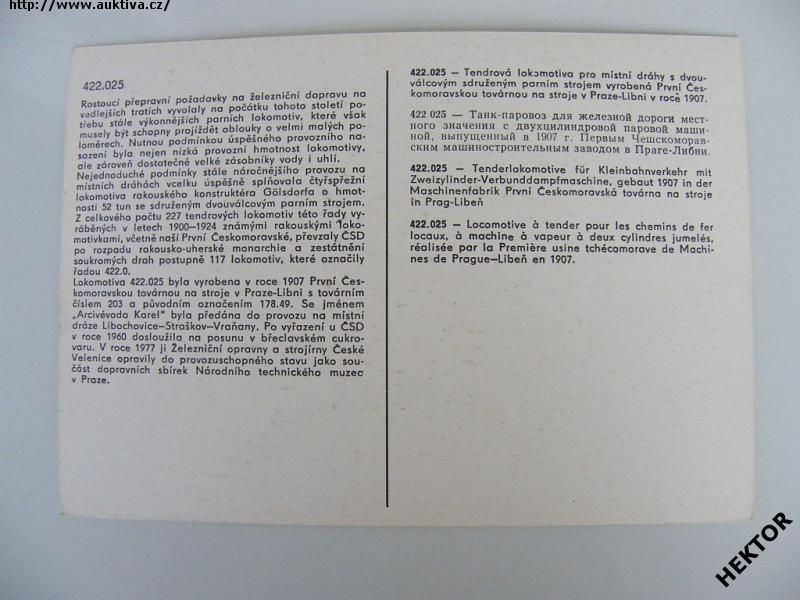 http://www.auktiva.cz/
422.025
Rostoucí přepravní požadavky na železniční dopravu na
vedlejších tratích vyvolaly na počátku tohoto století po-
třebu stále výkonnějších parních lokomotiv, které však
musely být schopny projíždět oblouky o velmi malých po-
loměrech. Nutnou podmínkou úspěšného provozního na-
sazení byla nejen nízká provozní hmotnost lokomotivy,
ale zároveň dostatečně velké zásobníky vody i uhlí.
Nejednoduché podmínky stále náročnějšího provozu na
místních dráhách vcelku úspěšně splňovala čtyřspřežní
lokomotiva rakouského konstruktéra Gölsdorfa o hmot-
nosti 52 tun se sdruženým dvouválcovým parním strojem.
Z celkového počtu 227 tendrových lokomotiv této řady vy-
ráběných v letech 1900—1924 známými rakouskými loko-
motivkami, včetně naší První Českomoravské, převzaly ČSD
po rozpadu rakousko-uherské monarchie a zestátnění
soukromých drah postupně 117 lokomotiv, které označily
řadou 422.0.
Lokomotiva 422.025 byla vyrobena v roce 1907 První Čes-
komoravskou továrnou na stroje v Praze-Libni s továrním
číslem 203 a původním označením 178.49. Se jménem
„Arcivévoda Karel" byla předána do provozu na místní
dráze Libochovice—Straškov—Vraňany. Po vyřazení u ČSD
v roce 1960 dosloužila na posunu v břeclavském cukro-
varu. V roce 1977 ji Železniční opravny a strojírny České
Velenice opravily do provozuschopného stavu jako sou-
část dopravních sbírek Národního technického muzea
v Praze.
422.025 — Tendrová lokomotiva pro místní dráhy s dvou-
válcovým sdruženým parním strojem vyrobená První Čes-
komoravskou továrnou na stroje v Praze-Libni v roce 1907.
422 025 — Танк-паровоз для железной дороги мест-
ного значения с двухцилиндровой паровой маши-
ной, выпущенный в 1907 г. Первым Чешскоморав-
ским машиностроительным заводом в Праге-Либни.
422.025 — Tenderlokomotive für Kleinbahnverkehr mit
Zweizylinder-Verbunddampfmaschine, gebaut 1907 in der
Maschinenfabrik První Českomoravská továrna na stroje
in Prag-Libeň
422.025 — Locomotive à tender pour les chemins de fer
locaux, à machine à vapeur à deux cylindres jumelés,
réalisée par la Première usine tchécomorave de Machi-
nes de Prague—Libeň en 1907.
HEKTOR